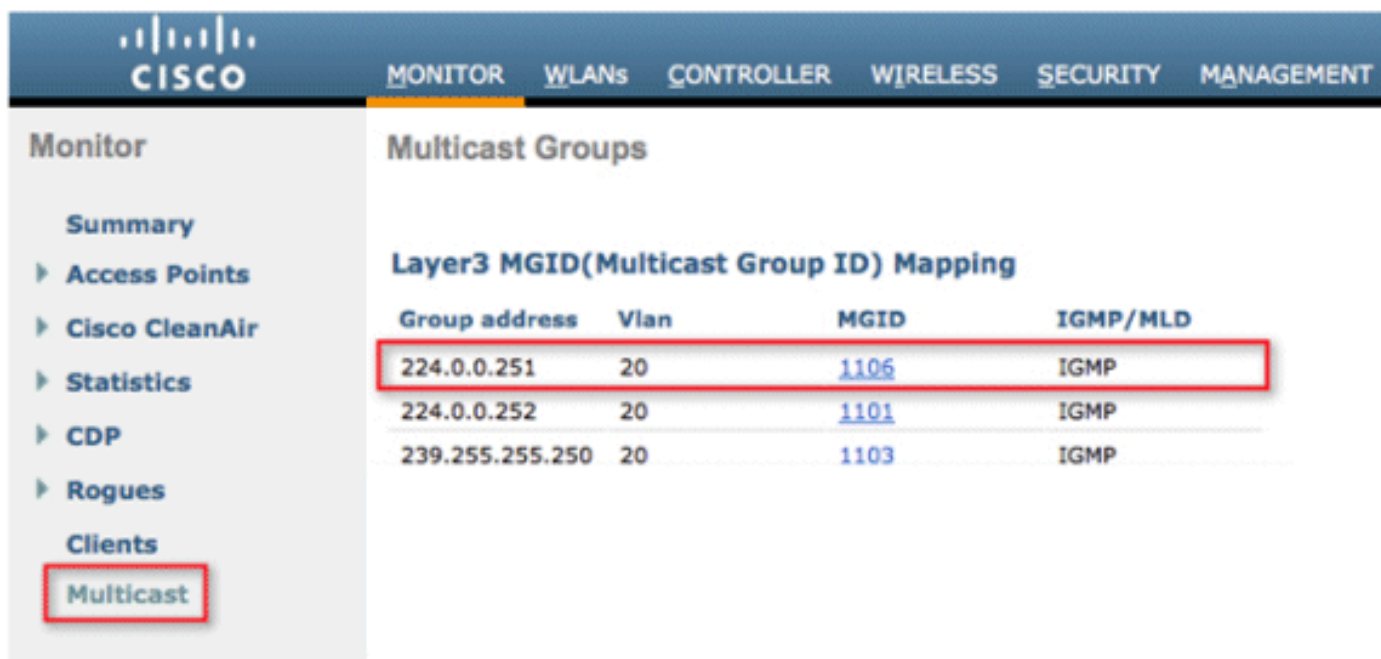 CISCO
MONITOR WLANs CONTROLLER WIRELESS SECURITY MANAGEMENT
Monitor
Summary
Access Points
Cisco CleanAir
Statistics
CDP
Rogues
Clients
Multicast
Multicast Groups
Layer3 MGID(Multicast Group ID) Mapping
Group address Vlan MGID IGMP/MLD
224.0.0.251 20 1106 IGMP
224.0.0.252 20 1101 IGMP
239.255.255.250 20 1103 IGMP